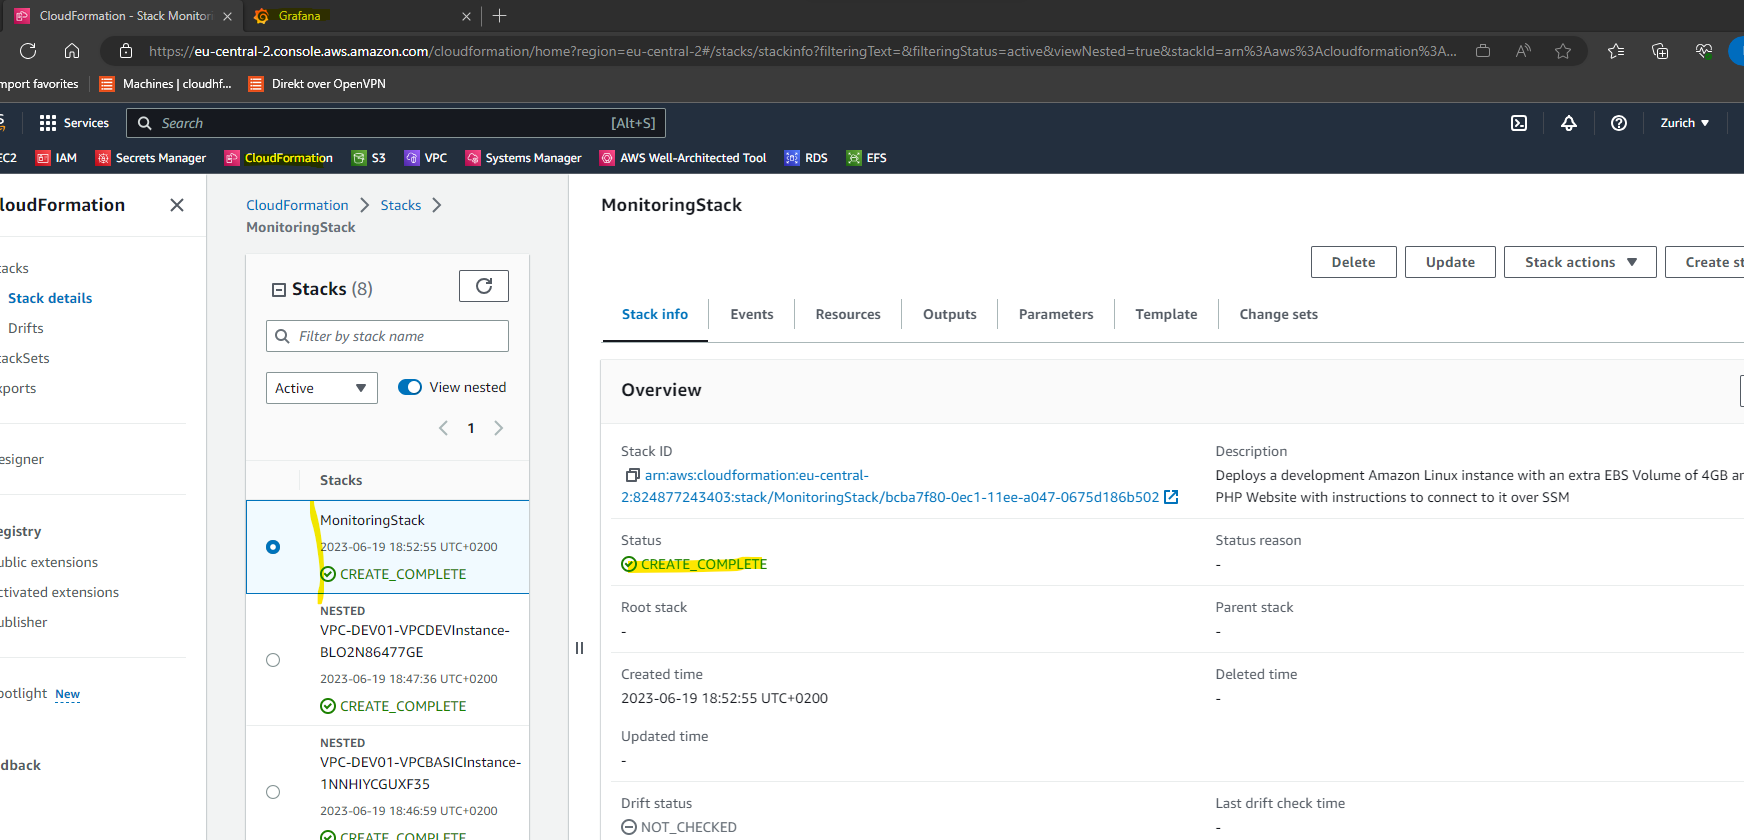 CloudFormation - Stack Monitori
Grafana
https://eu-central-2.console.aws.amazon.com/cloudformation/home?region=eu-central-2#/stacks/stackinfo?filteringText=&filteringStatus=active&viewNested=true&stackId=arn%3Aaws%3Acloudformation%3A...
mport favorites
Machines | cloudhf...
Direkt over OpenVPN
Services
Search
[Alt+S]
Zurich
EC2
IAM
Secrets Manager
CloudFormation
S3
VPC
Systems Manager
AWS Well-Architected Tool
RDS
EFS
loudFormation
tacks
Stack details
Drifts
tackSets
xports
esigner
egistry
ublic extensions
ctivated extensions
ublisher
potlight New
dback
CloudFormation
Stacks
MonitoringStack
Stacks (8)
Filter by stack name
Active
View nested
1
Stacks
MonitoringStack
2023-06-19 18:52:55 UTC+0200
CREATE_COMPLETE
NESTED
VPC-DEV01-VPCDEVInstance-
BLO2N86477GE
2023-06-19 18:47:36 UTC+0200
CREATE_COMPLETE
NESTED
VPC-DEV01-VPCBASICInstance-
1NNHIYCGUXF35
2023-06-19 18:46:59 UTC+0200
CREATE_COMPLETE
MonitoringStack
Delete
Update
Stack actions
Create st
Stack info
Events
Resources
Outputs
Parameters
Template
Change sets
Overview
Stack ID
arn:aws:cloudformation:eu-central-
2:824877243403:stack/MonitoringStack/bcba7f80-0ec1-11ee-a047-0675d186b502
Description
Deploys a development Amazon Linux instance with an extra EBS Volume of 4GB an
PHP Website with instructions to connect to it over SSM
Status
CREATE_COMPLETE
Status reason
-
Root stack
-
Parent stack
-
Created time
2023-06-19 18:52:55 UTC+0200
Deleted time
-
Updated time
-
Drift status
NOT_CHECKED
Last drift check time
-